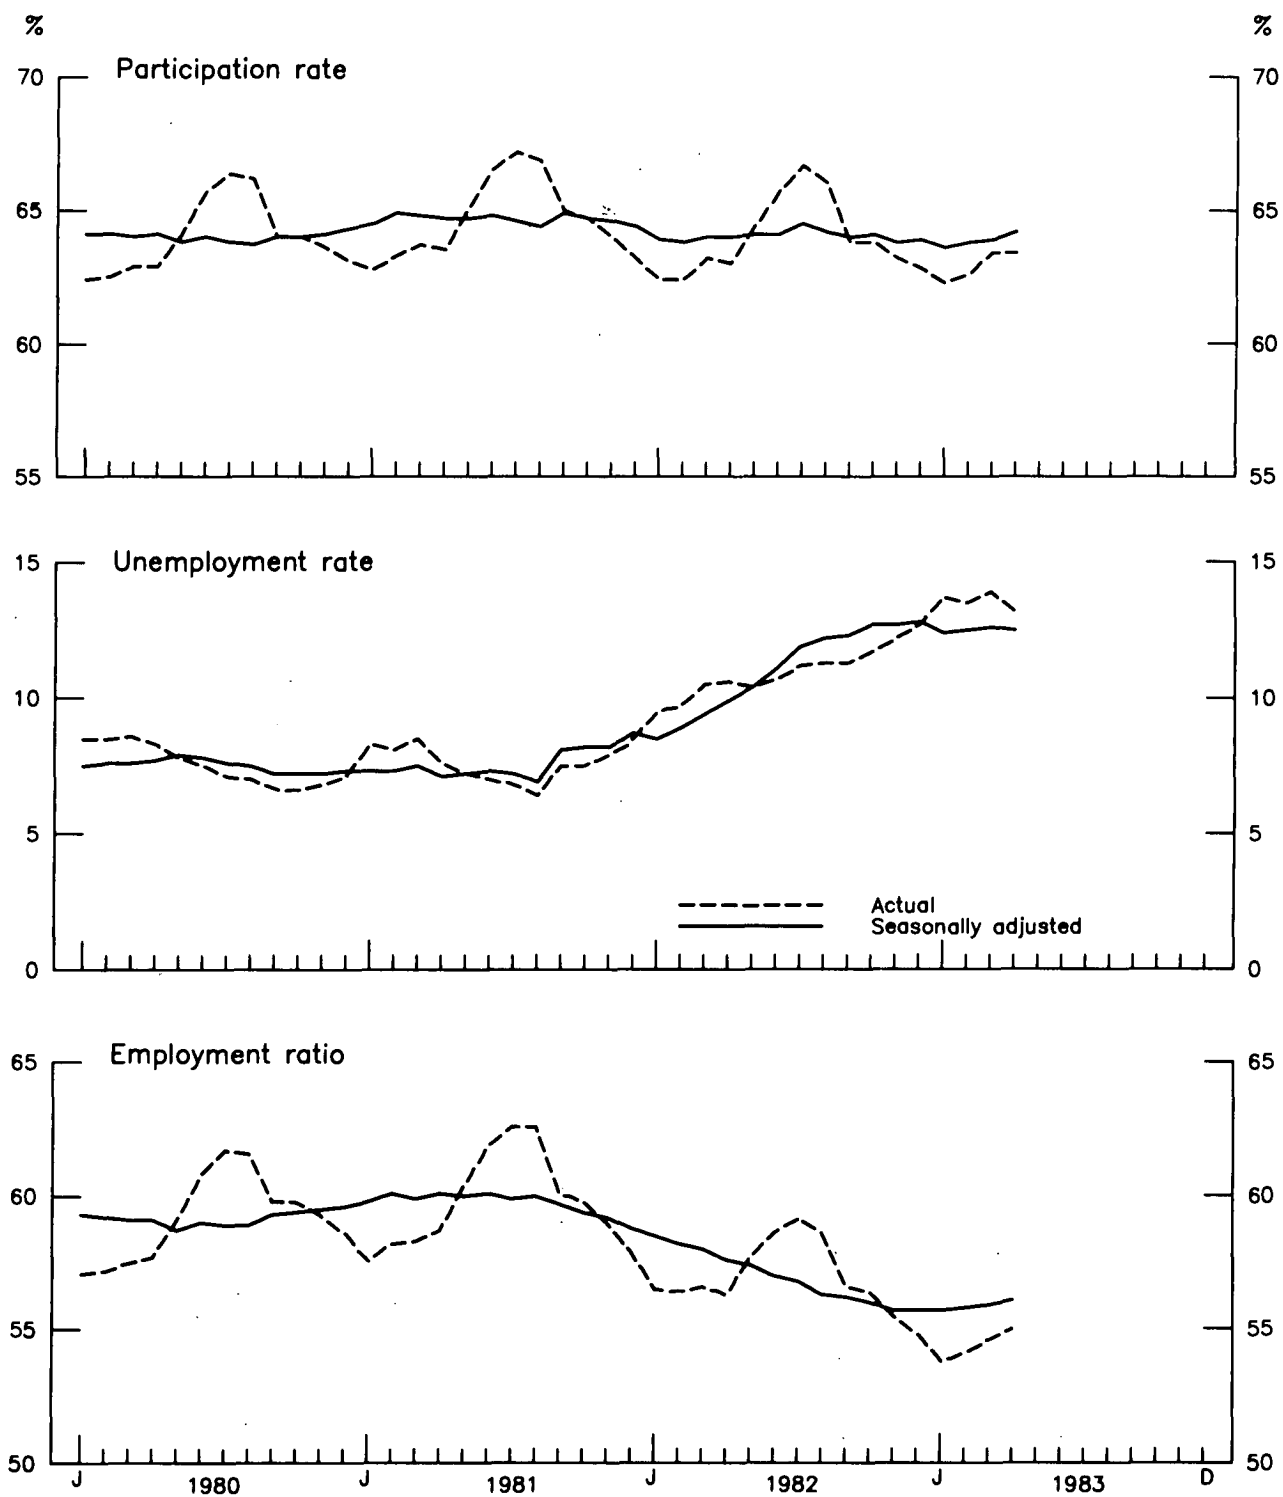 % %
Participation rate
70 70
65 65
60 60
55 55
Unemployment rate
15 15
10 10
5 5
Actual
Seasonally adjusted
0 0
Employment ratio
65 65
60 60
55 55
50 50
J 1980 J 1981 J 1982 J 1983 D